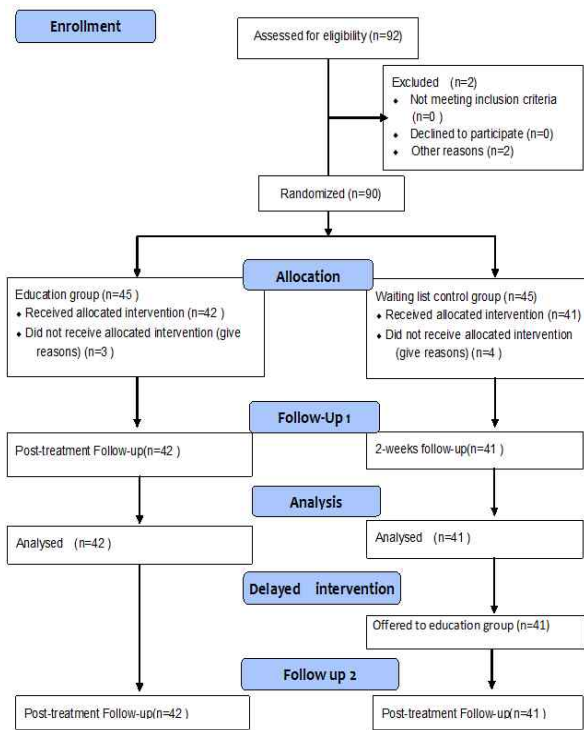 Enrollment
Assessed for eligibility (n=92)
Excluded (n=2)
♦ Not meeting inclusion criteria
(n=0 )
♦ Declined to participate (n=0)
♦ Other reasons (n=2)
Randomized (n=90)
Allocation
Education group (n=45 )
♦ Received allocated intervention (n=42 )
♦ Did not receive allocated intervention (give
reasons) (n=3 )
Waiting list control group (n=45)
♦ Received allocated intervention (n=41)
♦ Did not receive allocated intervention
(give reasons) (n=4 )
Follow-Up 1
Post-treatment Follow-up(n=42 )
2-weeks follow-up(n=41 )
Analysis
Analysed (n=42 )
Analysed (n=41 )
Delayed intervention
Offered to education group (n=41)
Follow up 2
Post-treatment Follow-up(n=42 )
Post-treatment Follow-up(n=41 )